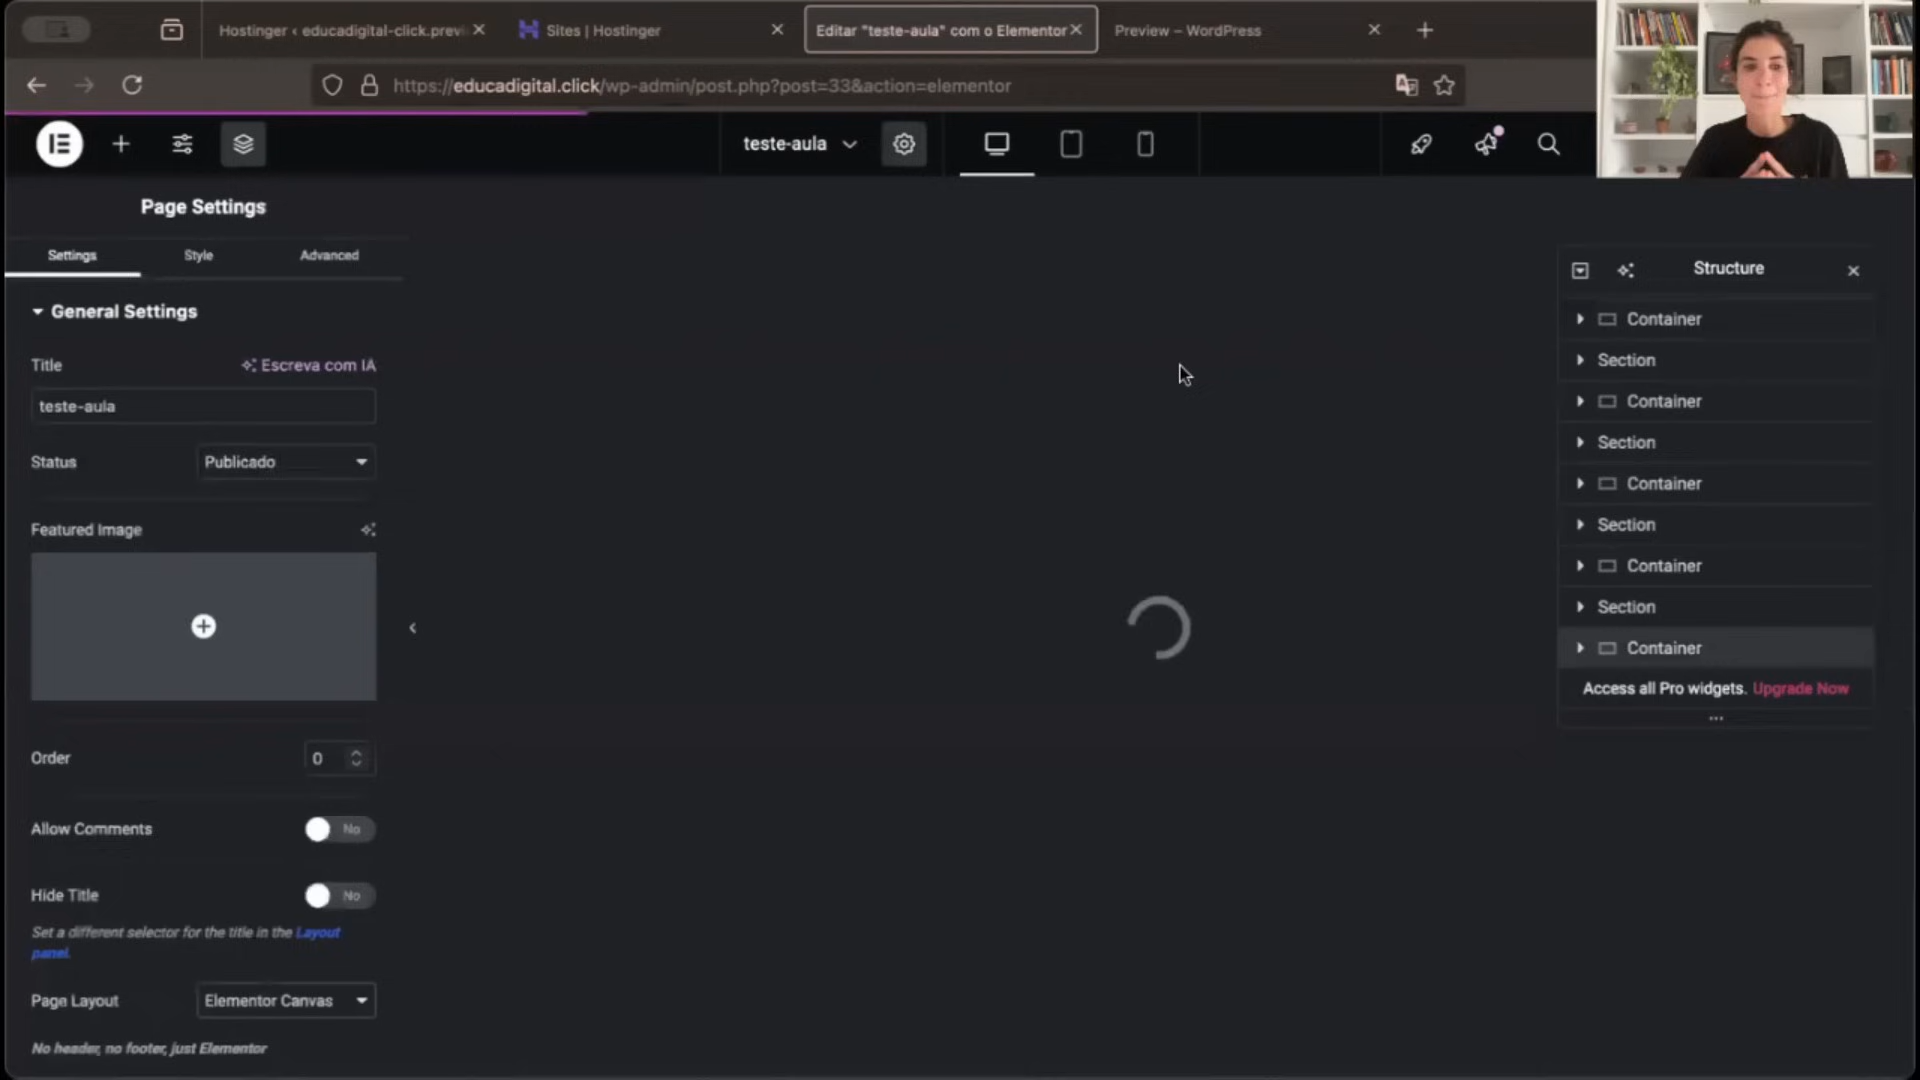 Hostinger ‹ educadigital-click.previ
Sites | Hostinger
Editar "teste-aula" com o Elementor
Preview – WordPress
https://educadigital.click/wp-admin/post.php?post=33&action=elementor
teste-aula
Page Settings
Settings
Style
Advanced
General Settings
Title
Escreva com IA
teste-aula
Status
Publicado
Featured Image
Order
0
Allow Comments
No
Hide Title
No
Set a different selector for the title in the Layout
panel.
Page Layout
Elementor Canvas
No header, no footer, just Elementor
Structure
Container
Section
Container
Section
Container
Section
Container
Section
Container
Access all Pro widgets. Upgrade Now